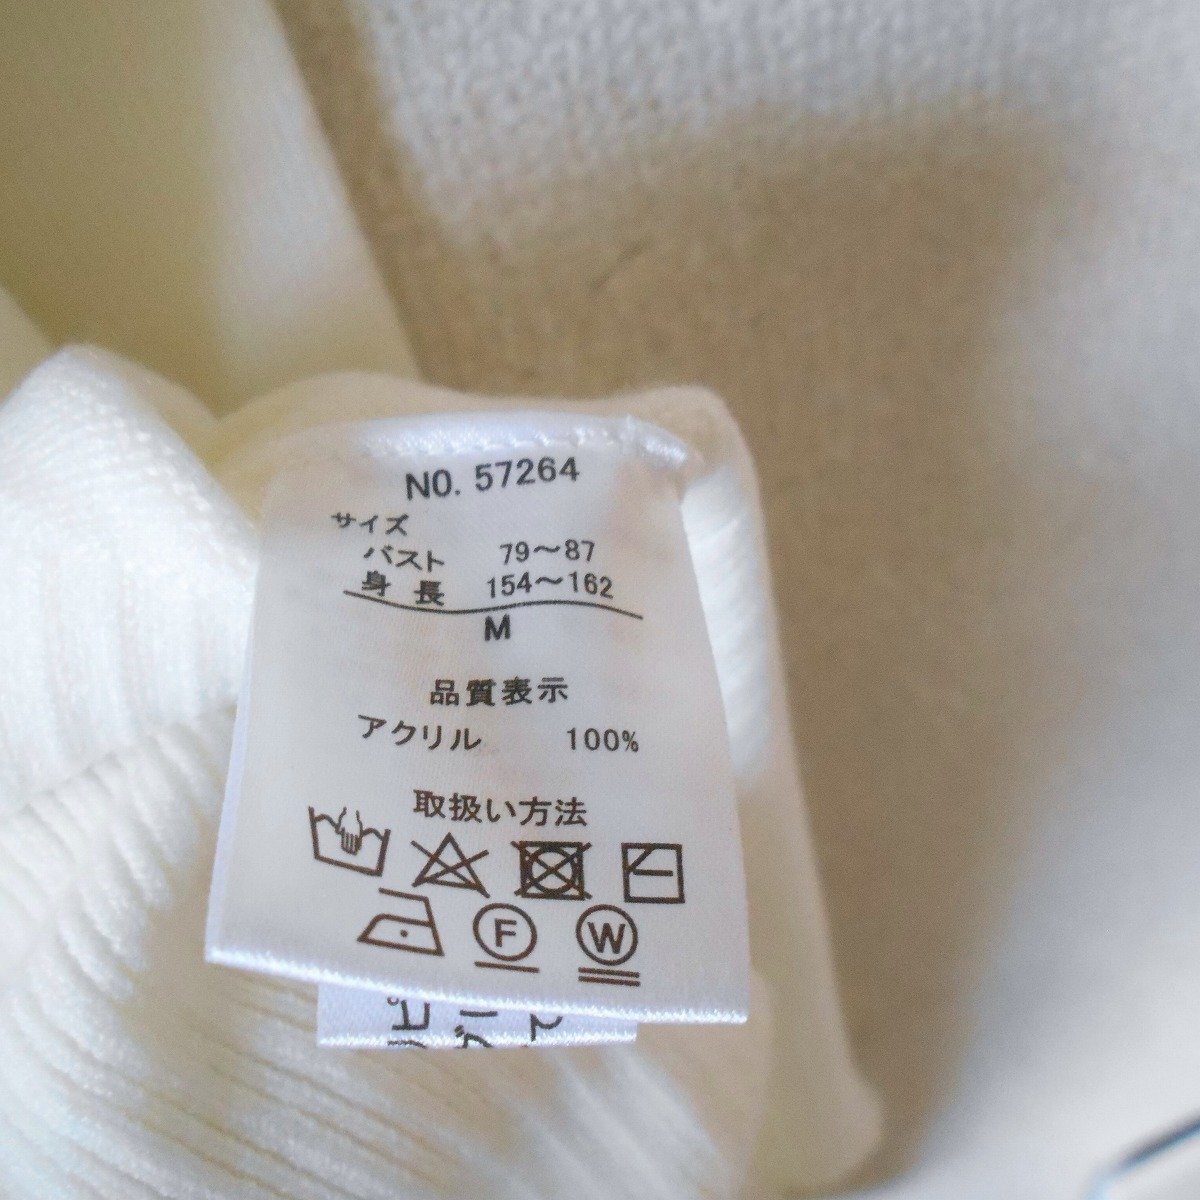 NO. 57264
サイズ
バスト 79～87
身長 154～162
M
品質表示
アクリル 100%
取扱い方法
F W